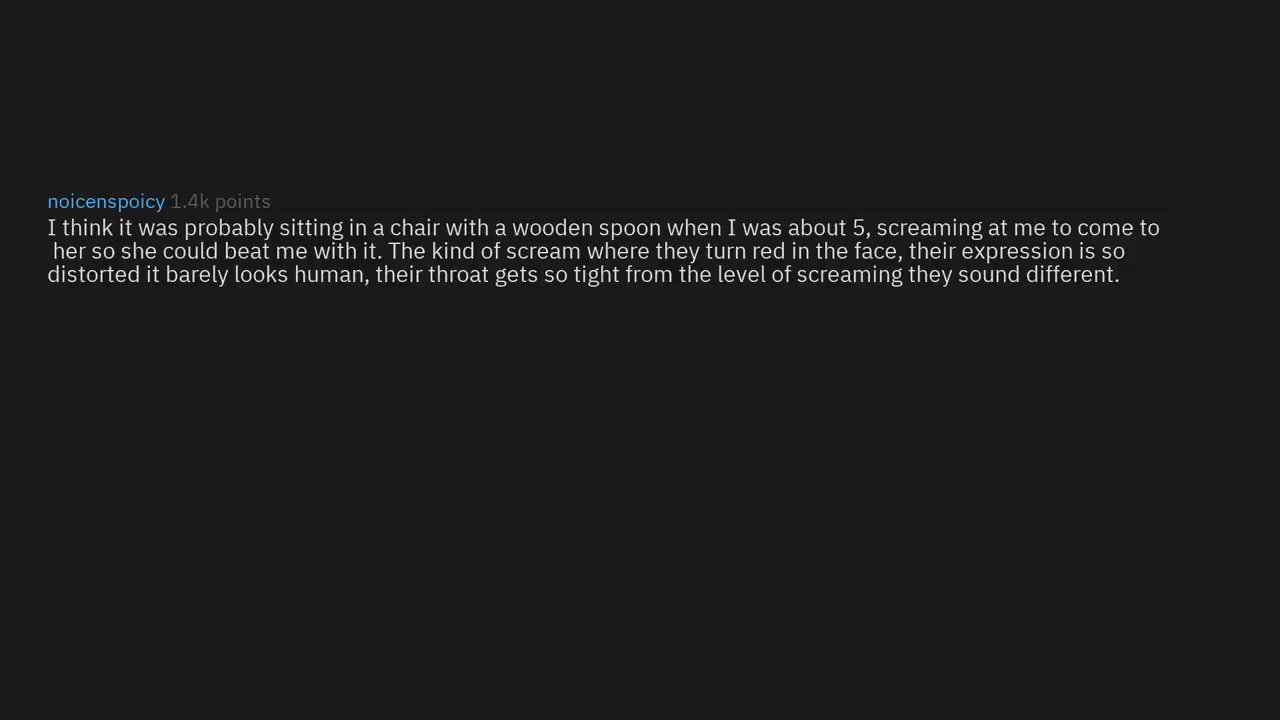 noicenspoicy 1.4k points
I think it was probably sitting in a chair with a wooden spoon when I was about 5, screaming at me to come to
her so she could beat me with it. The kind of scream where they turn red in the face, their expression is so
distorted it barely looks human, their throat gets so tight from the level of screaming they sound different.